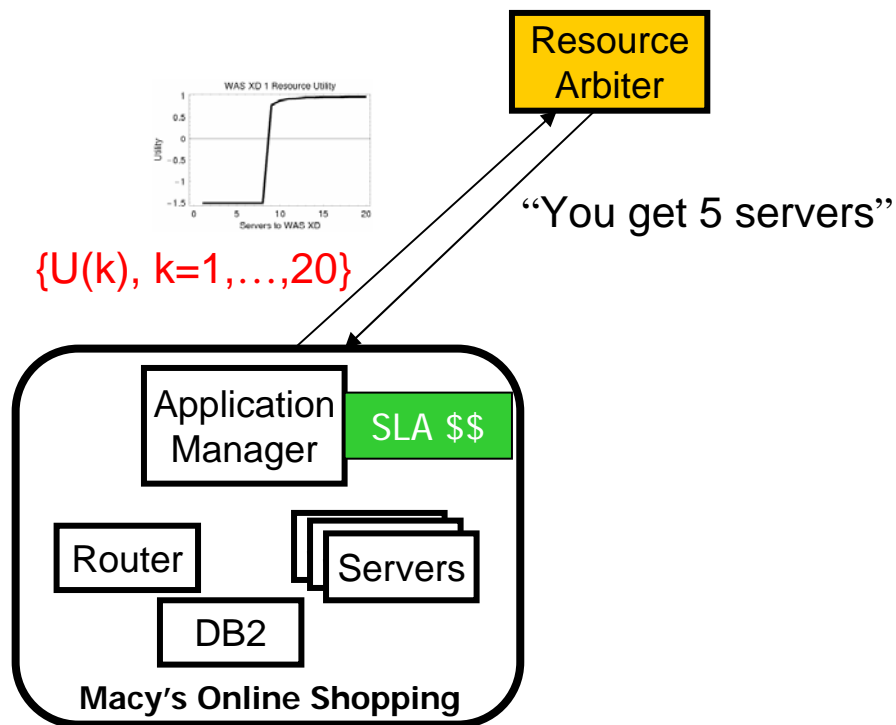 Resource
Arbiter
WAS XD 1 Resource Utility
1
0.5
0
−0.5
−1
−1.5
Utility
0 5 10 15 20
Servers to WAS XD
“You get 5 servers”
{U(k), k=1,…,20}
Application
Manager
SLA $$
Router
Servers
DB2
Macy's Online Shopping